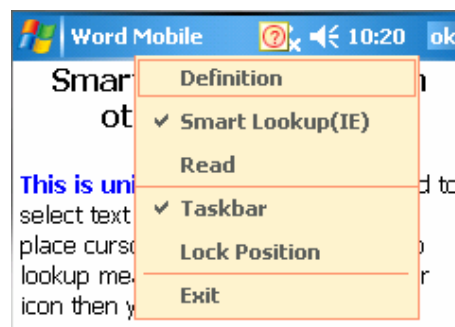 Word Mobile 10:20 ok
Smar n
ot
Definition
Smart Lookup(IE)
Read
Taskbar
Lock Position
Exit
This is uni d to
select text
place curso
lookup me r
icon then y